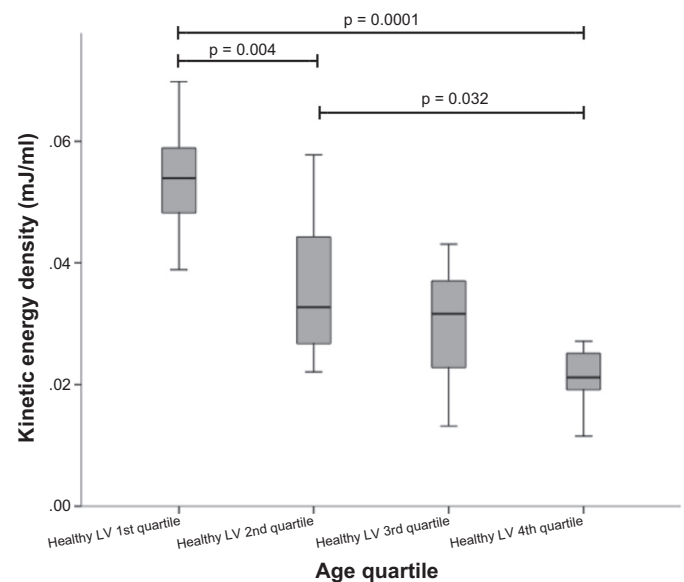 p = 0.0001
p = 0.004
p = 0.032
Kinetic energy density (mJ/ml)
.06
.04
.02
.00
Healthy LV 1st quartile
Healthy LV 2nd quartile
Healthy LV 3rd quartile
Healthy LV 4th quartile
Age quartile